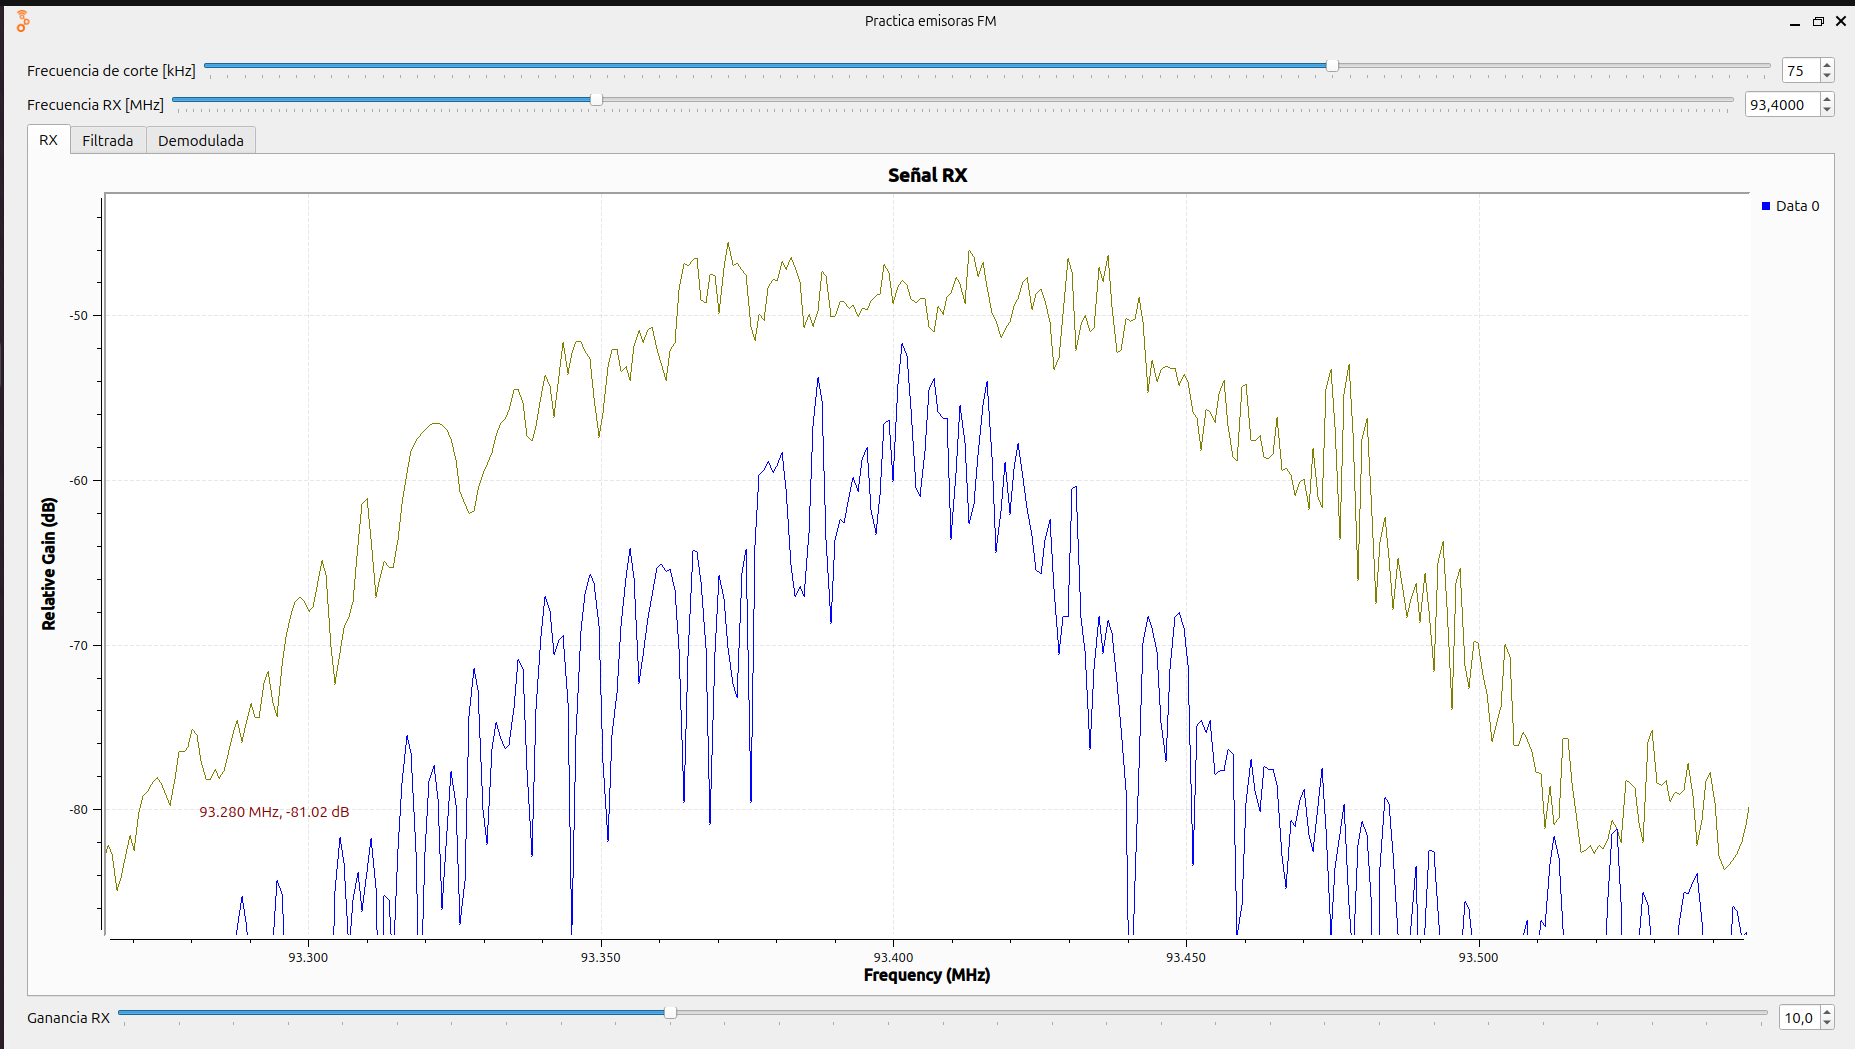 Practica emisoras FM
Frecuencia de corte [kHz]
75
Frecuencia RX [MHz]
93,4000
RX
Filtrada
Demodulada
Señal RX
Data 0
-50
-60
-70
-80
Relative Gain (dB)
93.280 MHz, -81.02 dB
93.300
93.350
93.400
93.450
93.500
Frequency (MHz)
Ganancia RX
10,0